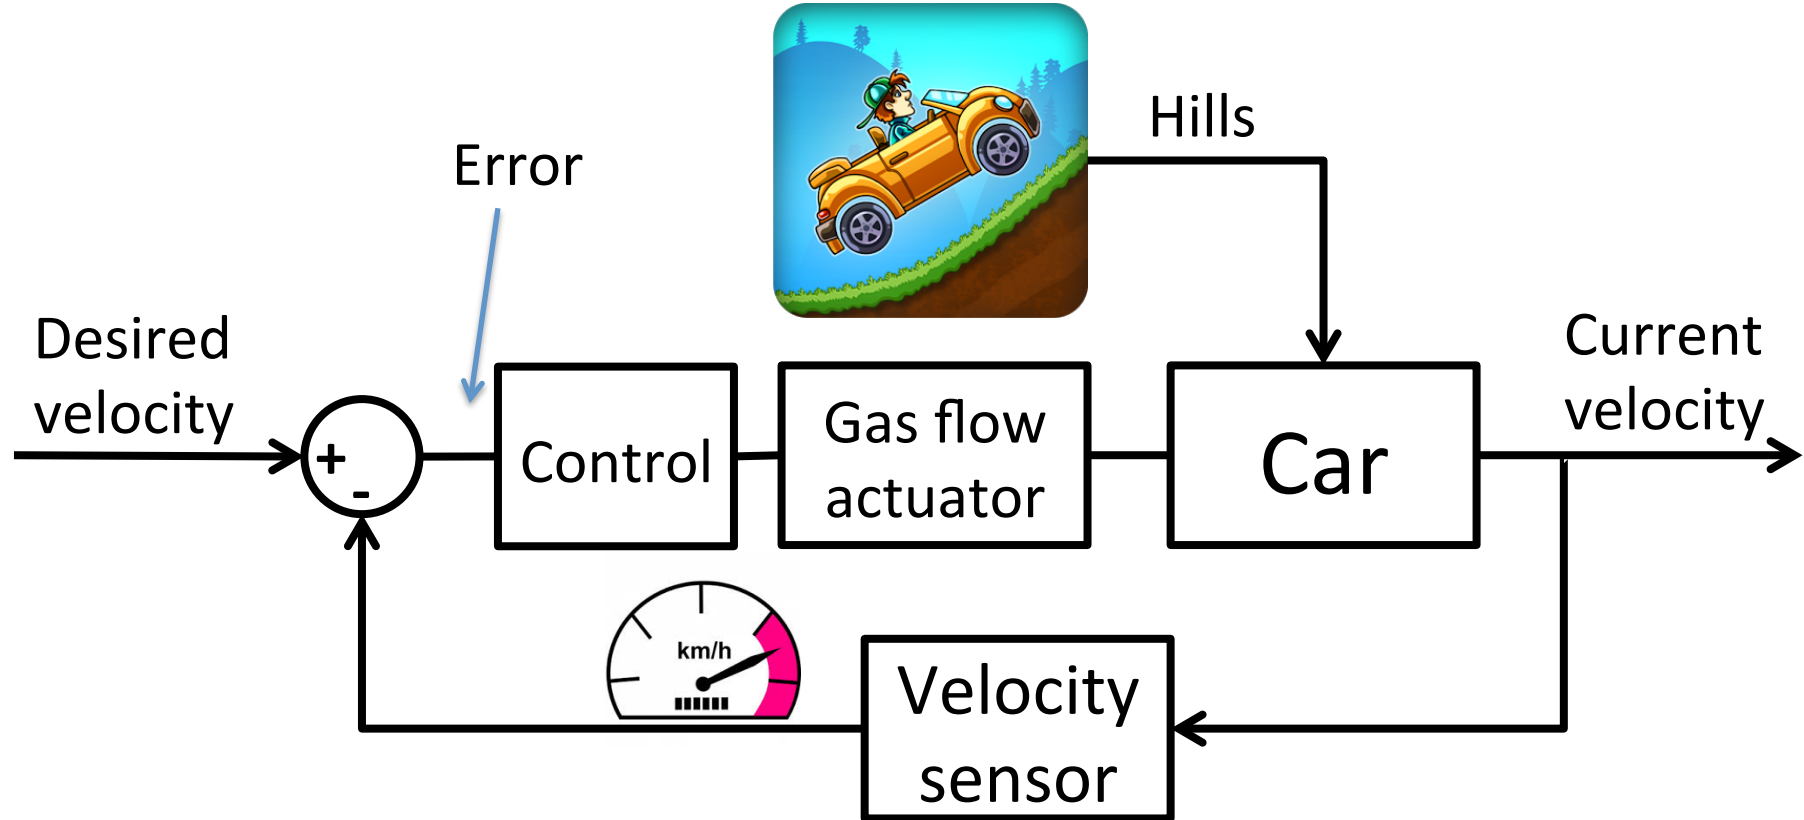 Hills
Error
Desired
velocity
Current
velocity
+
-
Control
Gas flow
actuator
Car
km/h
Velocity
sensor